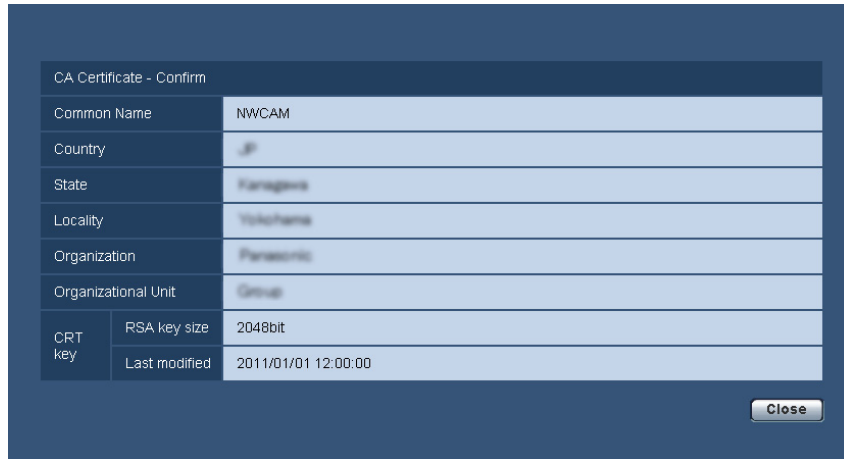 CA Certificate - Confirm
Common Name NWCAM
Country JP
State Kanagawa
Locality Yokohama
Organization Panasonic
Organizational Unit Group
CRT key RSA key size 2048bit
Last modified 2011/01/01 12:00:00
Close